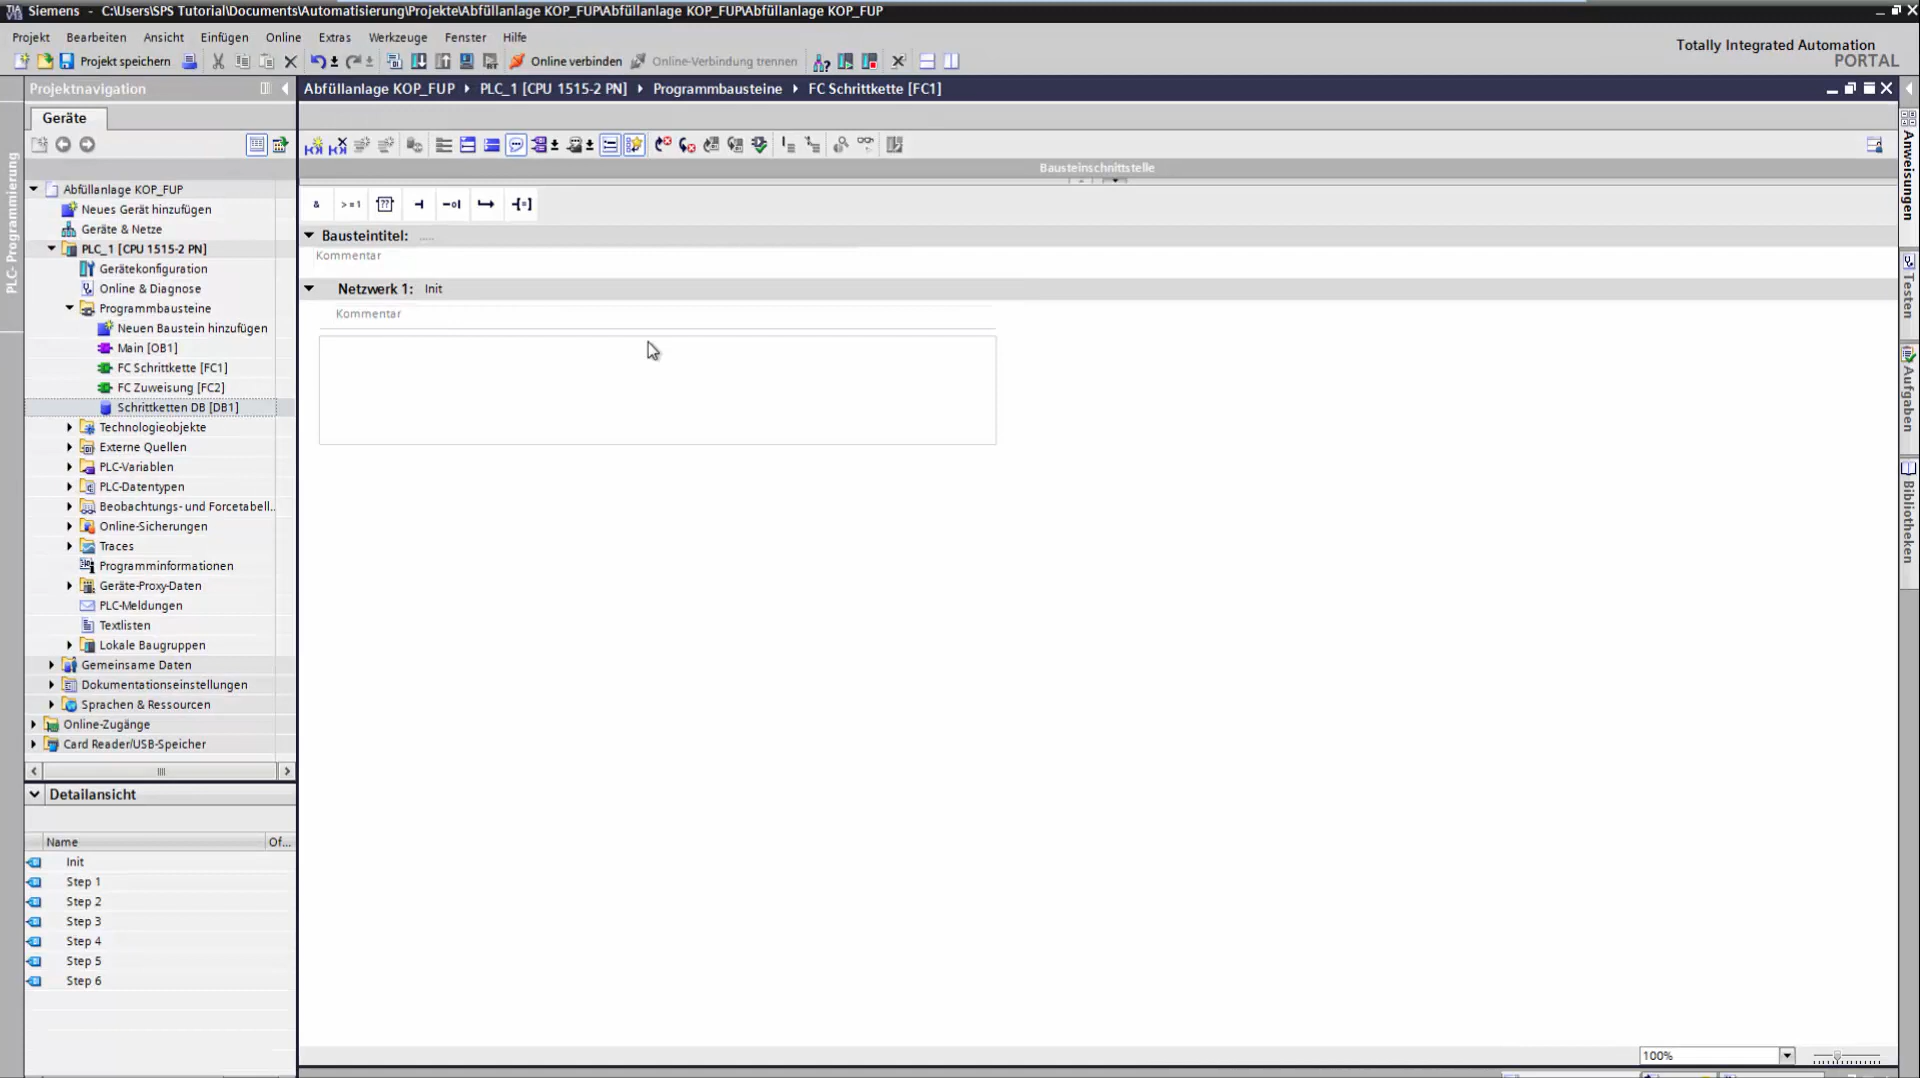 Siemens - C:\Users\SPS Tutorial\Documents\Automatisierung\Projekte\Abfüllanlage KOP_FUP\Abfüllanlage KOP_FUP\Abfüllanlage KOP_FUP
Projekt Bearbeiten Ansicht Einfügen Online Extras Werkzeuge Fenster Hilfe
Totally Integrated Automation
PORTAL
Projekt speichern Online verbinden Online-Verbindung trennen
Projektnavigation
Abfüllanlage KOP_FUP PLC_1 [CPU 1515-2 PN] Programmbausteine FC Schrittkette [FC1]
Geräte
PLC-Programmierung
Bausteinschnittstelle
& >=1 ?? -o| -[=]
Abfüllanlage KOP_FUP
Neues Gerät hinzufügen
Geräte & Netze
PLC_1 [CPU 1515-2 PN]
Gerätekonfiguration
Online & Diagnose
Programmbausteine
Neuen Baustein hinzufügen
Main [OB1]
FC Schrittkette [FC1]
FC Zuweisung [FC2]
Schrittketten DB [DB1]
Technologieobjekte
Externe Quellen
PLC-Variablen
PLC-Datentypen
Beobachtungs- und Forcetabell...
Online-Sicherungen
Traces
Programminformationen
Geräte-Proxy-Daten
PLC-Meldungen
Textlisten
Lokale Baugruppen
Gemeinsame Daten
Dokumentationseinstellungen
Sprachen & Ressourcen
Online-Zugänge
Card Reader/USB-Speicher
Bausteintitel: .....
Kommentar
Netzwerk 1: Init
Kommentar
Detailansicht
Name Of...
Init
Step 1
Step 2
Step 3
Step 4
Step 5
Step 6
100%
Anweisungen
Testen
Aufgaben
Bibliotheken